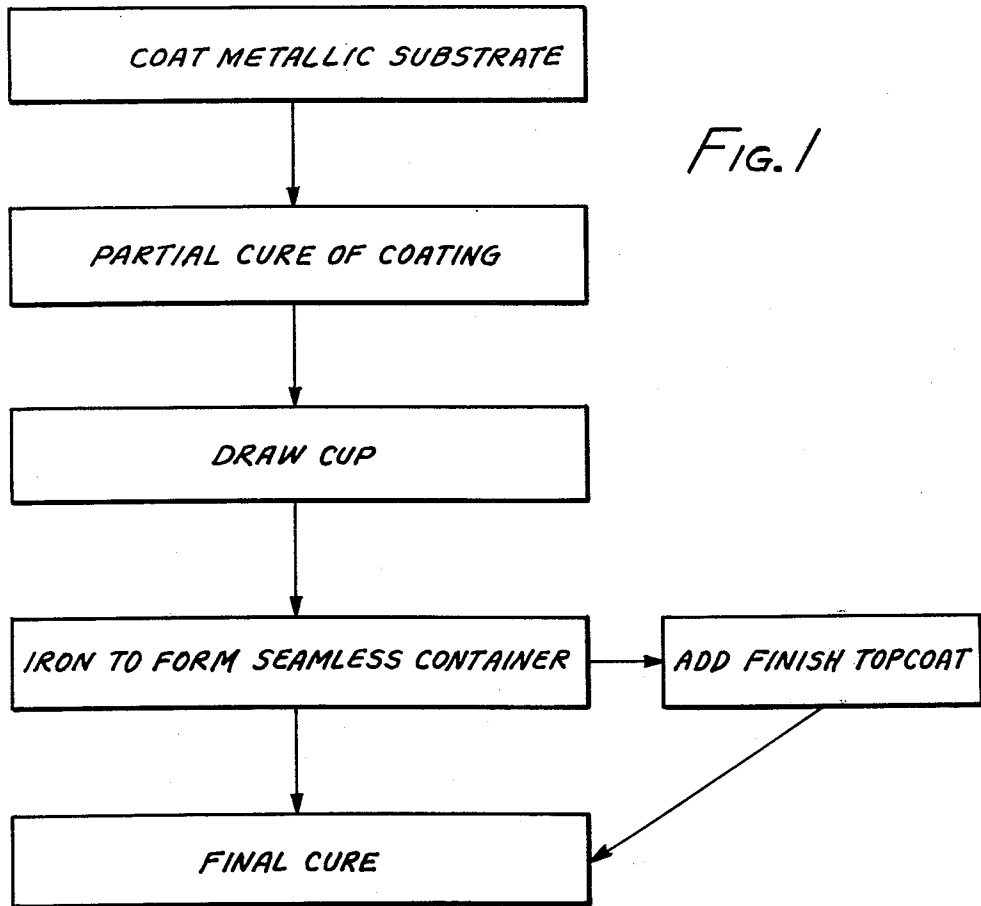 COAT METALLIC SUBSTRATE
FIG. 1
PARTIAL CURE OF COATING
DRAW CUP
IRON TO FORM SEAMLESS CONTAINER
ADD FINISH TOPCOAT
FINAL CURE